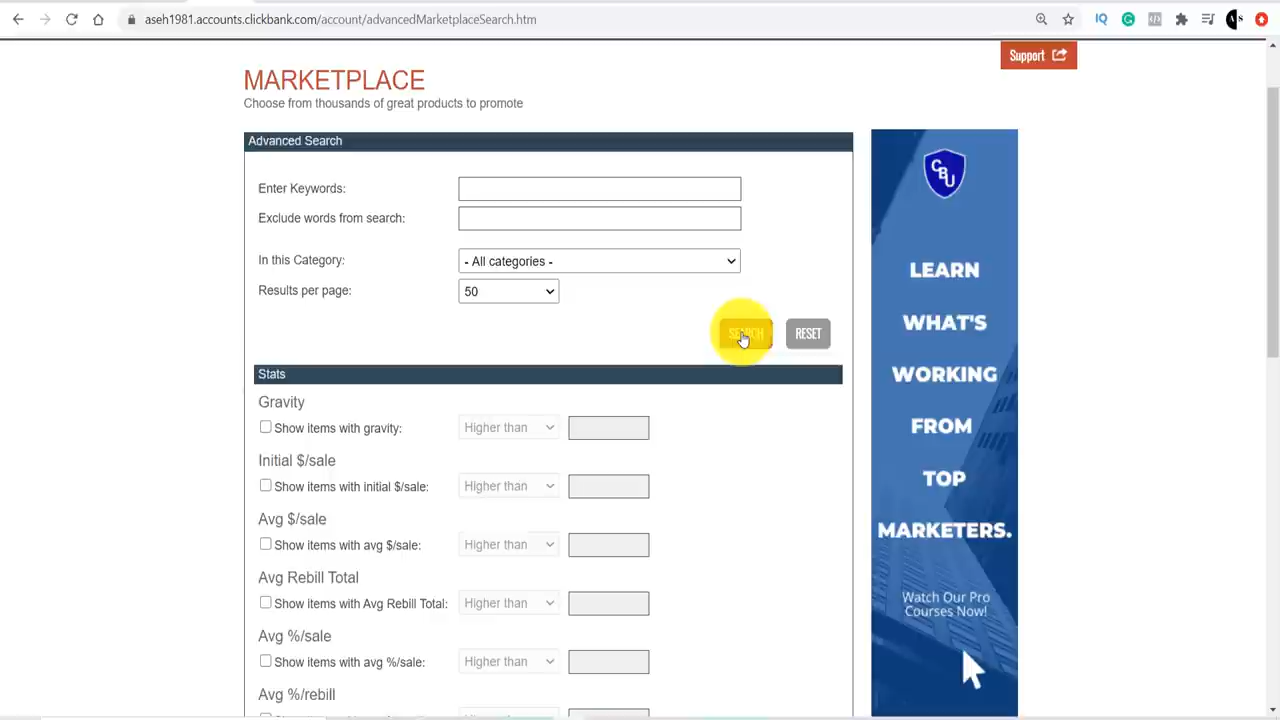 aseh1981.accounts.clickbank.com/account/advancedMarketplaceSearch.htm
Support
MARKETPLACE
Choose from thousands of great products to promote
Advanced Search
Enter Keywords:
Exclude words from search:
In this Category: - All categories -
Results per page: 50
SEARCH RESET
Stats
Gravity
Show items with gravity: Higher than
Initial $/sale
Show items with initial $/sale: Higher than
Avg $/sale
Show items with avg $/sale: Higher than
Avg Rebill Total
Show items with Avg Rebill Total: Higher than
Avg %/sale
Show items with avg %/sale: Higher than
Avg %/rebill
CBU
LEARN
WHAT'S
WORKING
FROM
TOP
MARKETERS.
Watch Our Pro
Courses Now!